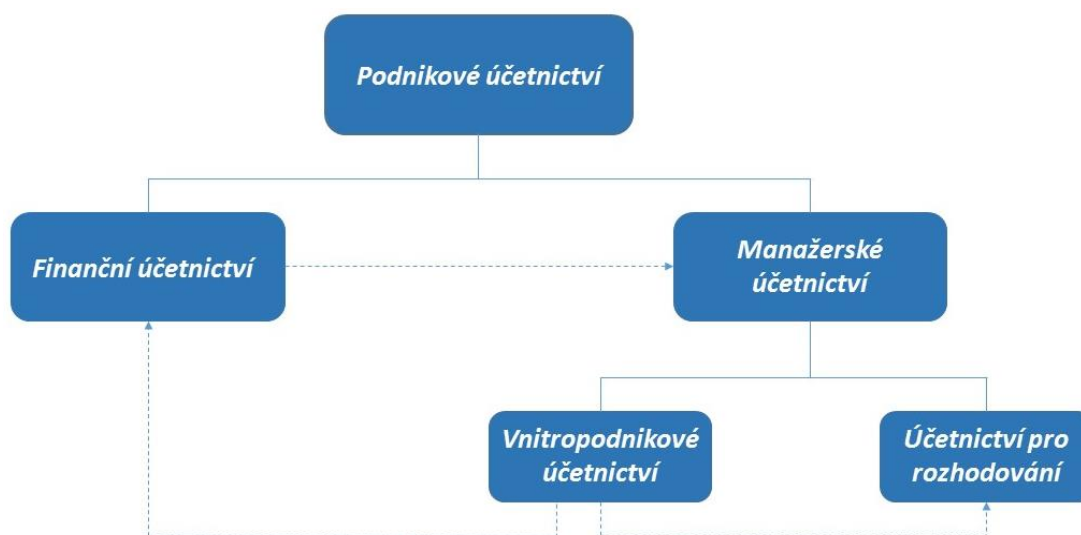 Podnikové účetnictví
Finanční účetnictví
Manažerské
účetnictví
Vnitropodnikové
účetnictví
Účetnictví pro
rozhodování